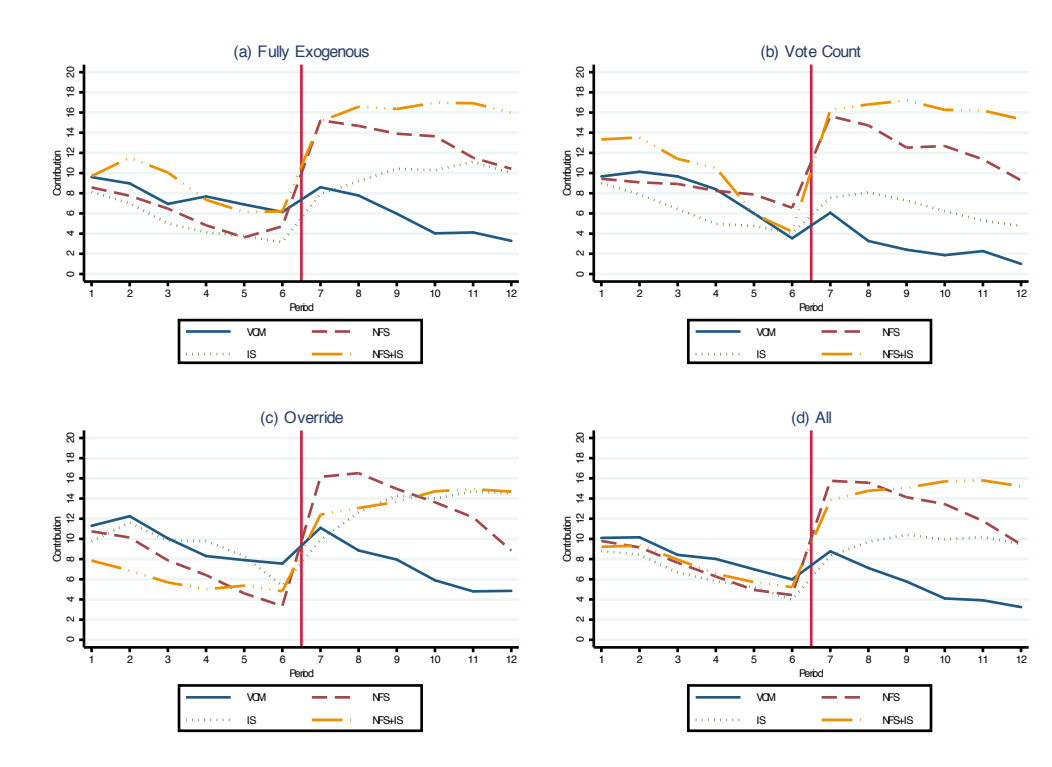 (a) Fully Exogenous
Contribution
0 2 4 6 8 10 12 14 16 18 20
1 2 3 4 5 6 7 8 9 10 11 12
Period
VCM NFS
IS NFS+IS
(b) Vote Count
Contribution
0 2 4 6 8 10 12 14 16 18 20
1 2 3 4 5 6 7 8 9 10 11 12
Period
VCM NFS
IS NFS+IS
(c) Override
Contribution
0 2 4 6 8 10 12 14 16 18 20
1 2 3 4 5 6 7 8 9 10 11 12
Period
VCM NFS
IS NFS+IS
(d) All
Contribution
0 2 4 6 8 10 12 14 16 18 20
1 2 3 4 5 6 7 8 9 10 11 12
Period
VCM NFS
IS NFS+IS